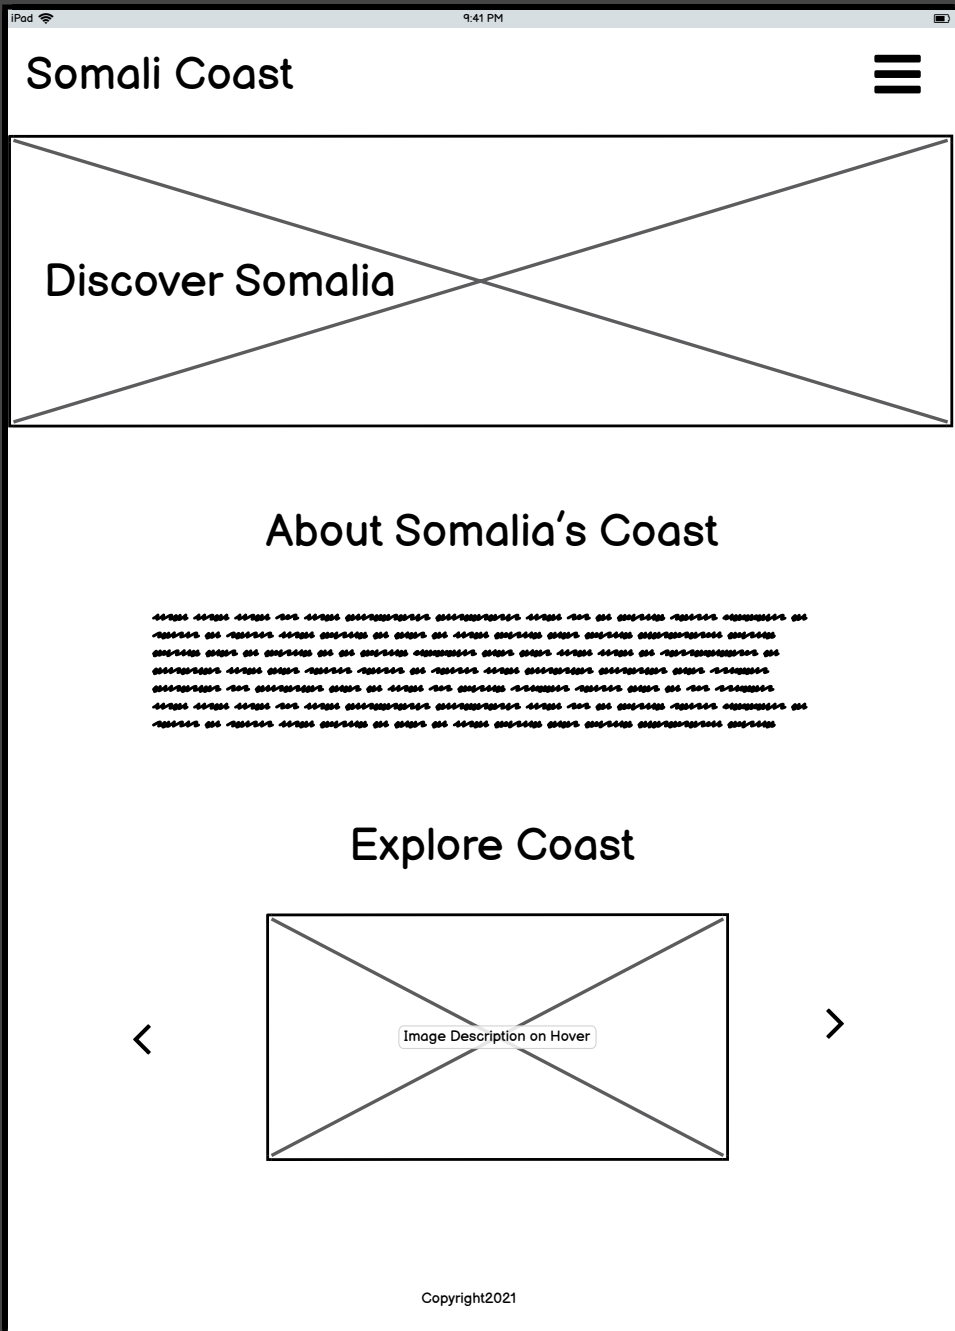 iPad 9:41 PM
Somali Coast
Discover Somalia
About Somalia's Coast
Explore Coast
Image Description on Hover
Copyright2021